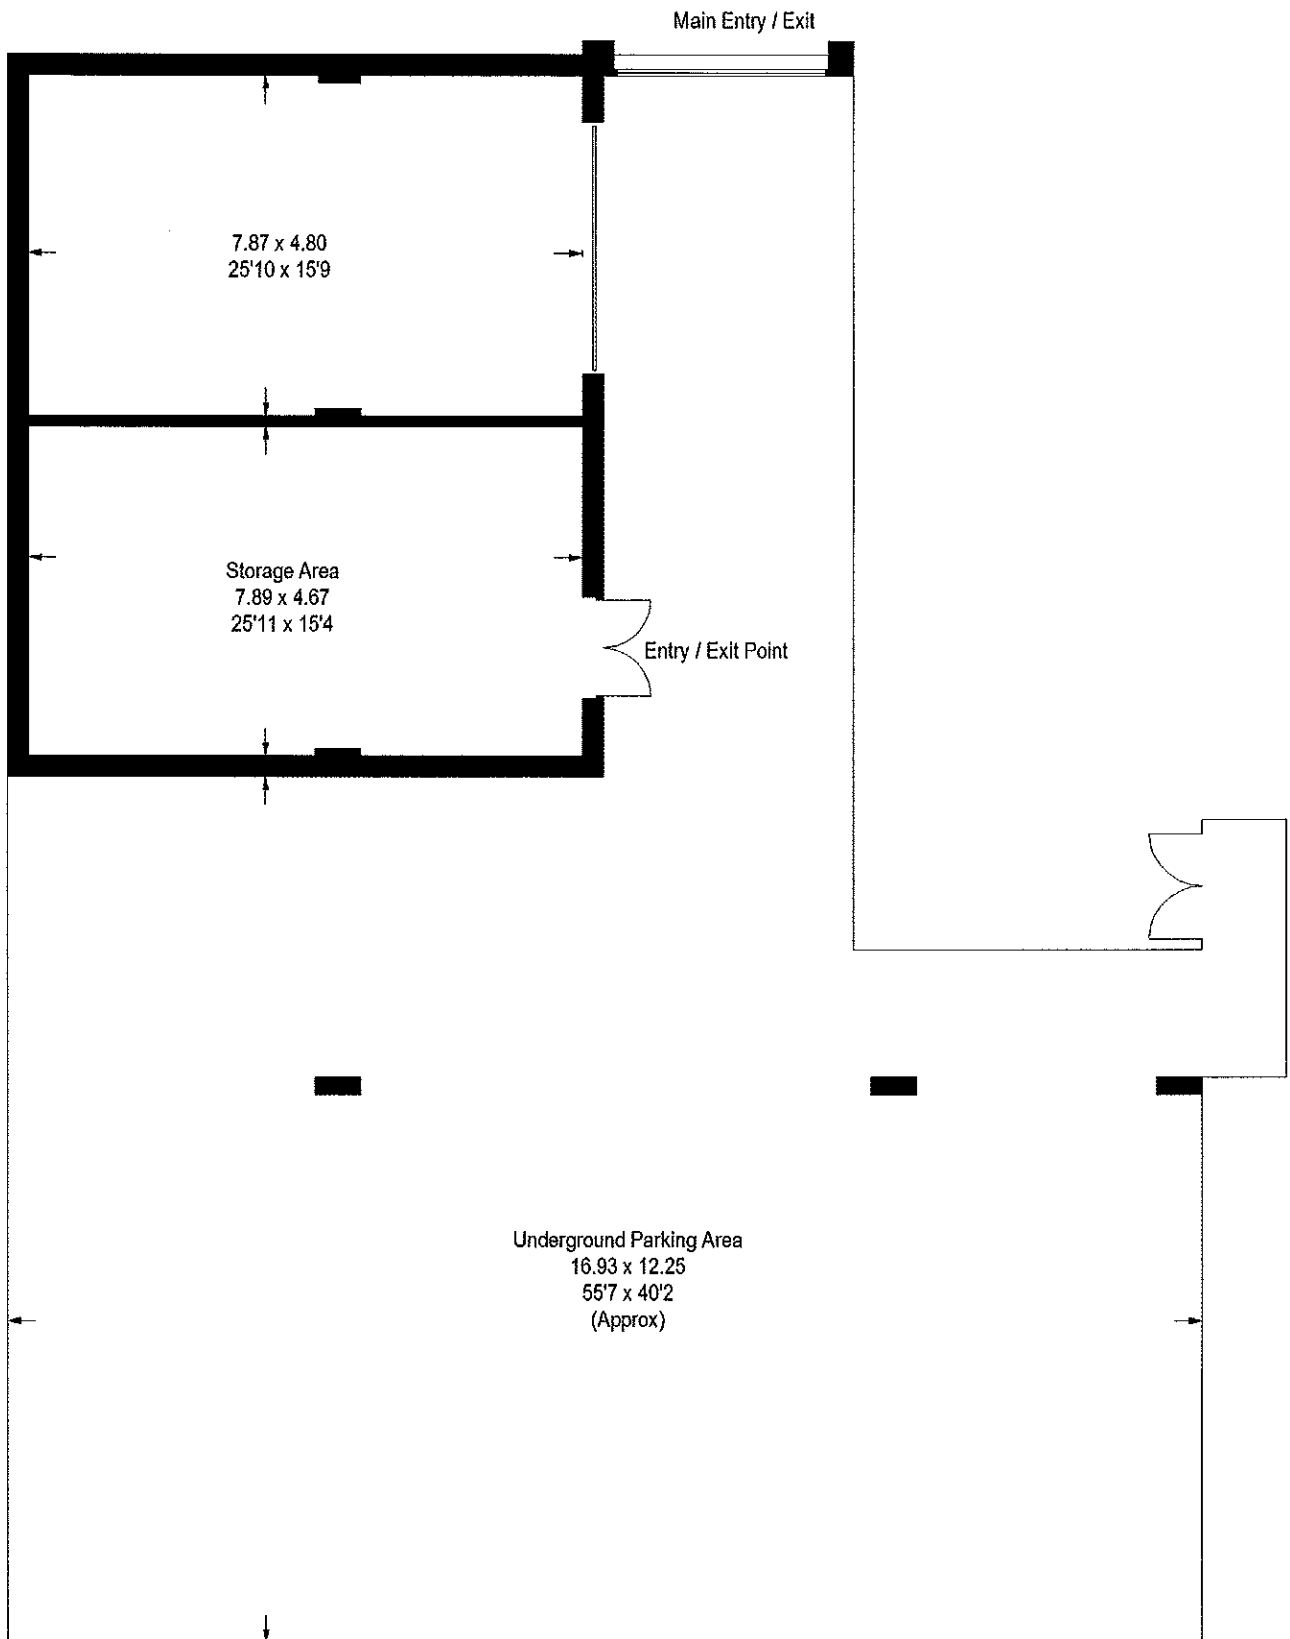 Main Entry / Exit
7.87 x 4.80
25'10 x 15'9
Storage Area
7.89 x 4.67
25'11 x 15'4
Entry / Exit Point
Underground Parking Area
16.93 x 12.25
55'7 x 40'2
(Approx)